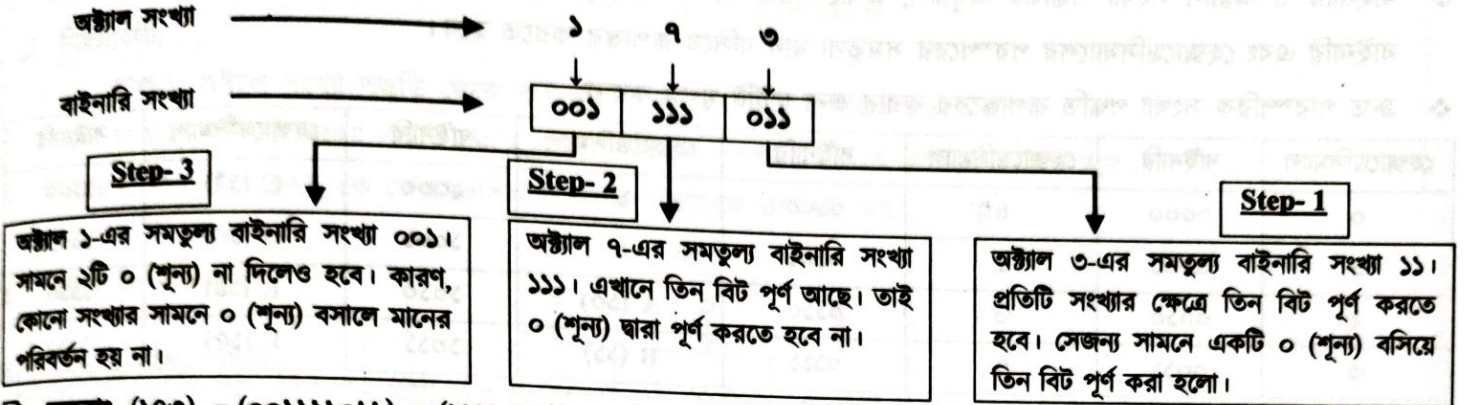 অক্টাল সংখ্যা
১ ৭ ৩
বাইনারি সংখ্যা
০০১ ১১১ ০১১
Step- 3
অক্টাল ১-এর সমতুল্য বাইনারি সংখ্যা ০০১।
সামনে ২টি ০ (শূন্য) না দিলেও হবে। কারণ,
কোনো সংখ্যার সামনে ০ (শূন্য) বসালে মানের
পরিবর্তন হয় না।
Step- 2
অক্টাল ৭-এর সমতুল্য বাইনারি সংখ্যা
১১১। এখানে তিন বিট পূর্ণ আছে। তাই
০ (শূন্য) দ্বারা পূর্ণ করতে হবে না।
Step- 1
অক্টাল ৩-এর সমতুল্য বাইনারি সংখ্যা ১১।
প্রতিটি সংখ্যার ক্ষেত্রে তিন বিট পূর্ণ করতে
হবে। সেজন্য সামনে একটি ০ (শূন্য) বসিয়ে
তিন বিট পূর্ণ করা হলো।